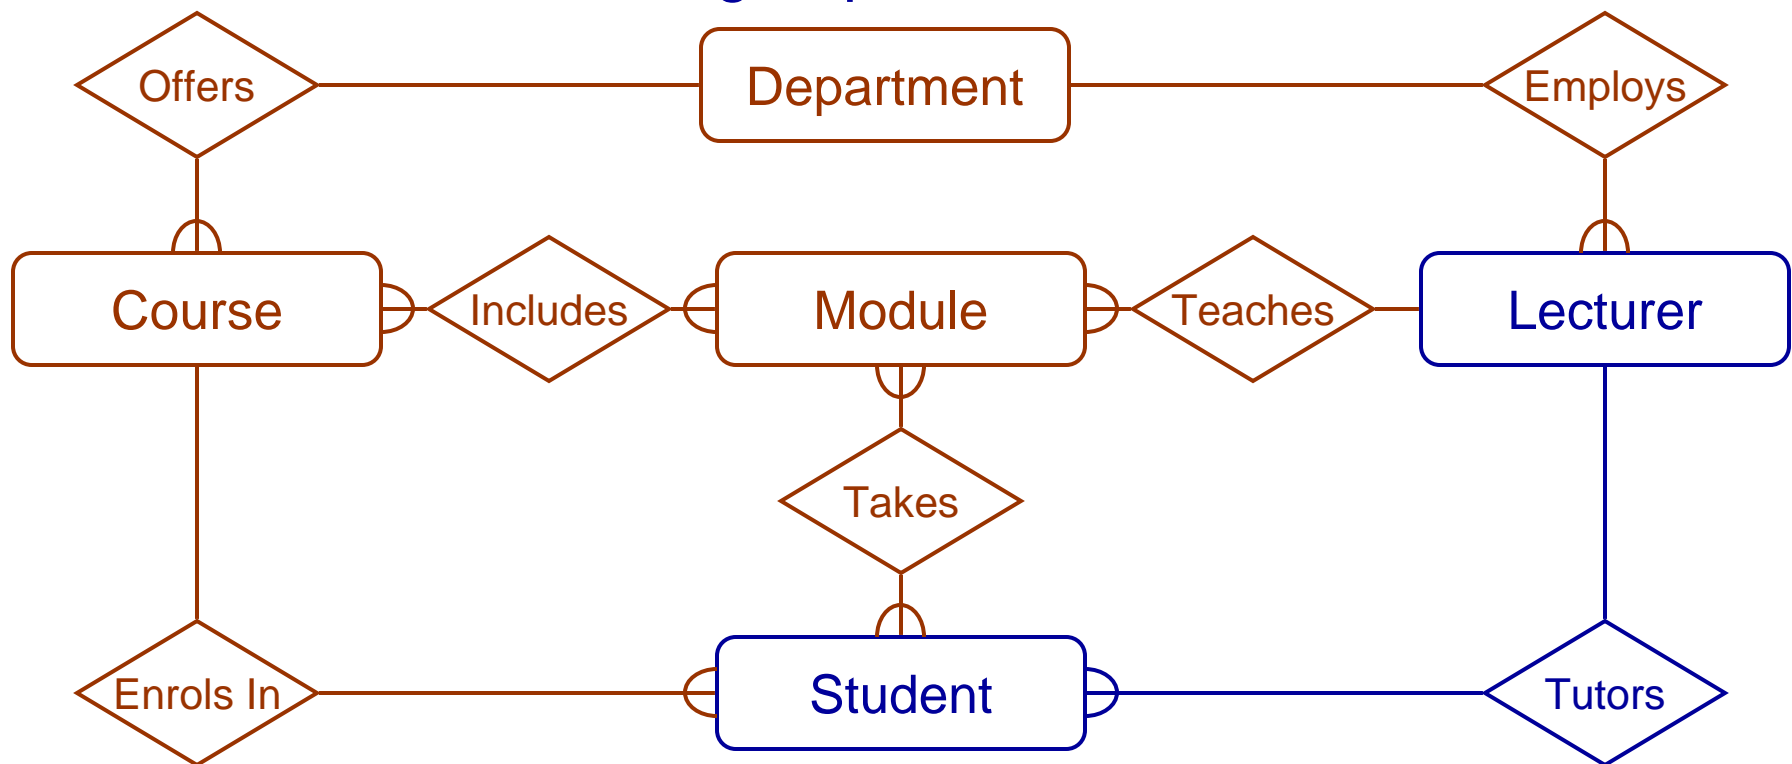 Offers
Department
Employs
Course
Includes
Module
Teaches
Lecturer
Takes
Enrols In
Student
Tutors